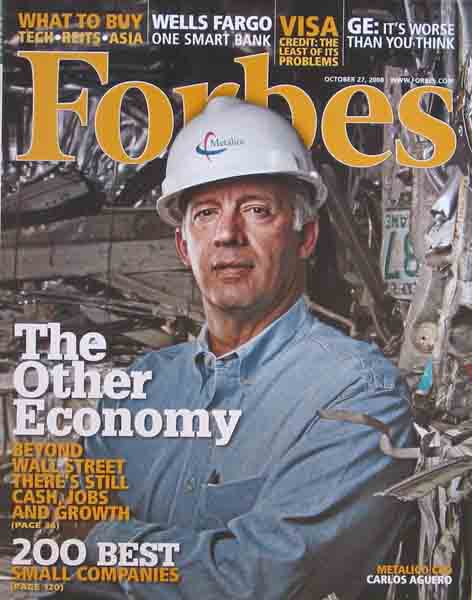 WHAT TO BUY
TECH • REITS • ASIA
WELLS FARGO
ONE SMART BANK
VISA
CREDIT: THE
LEAST OF ITS
PROBLEMS
GE: IT'S WORSE
THAN YOU THINK
OCTOBER 27, 2008 WWW.FORBES.COM
Forbes
Metalico
The
Other
Economy
BEYOND
WALL STREET
THERE'S STILL
CASH, JOBS
AND GROWTH
200 BEST
SMALL COMPANIES
(PAGE 120)
METALICO CEO
CARLOS AGUERO